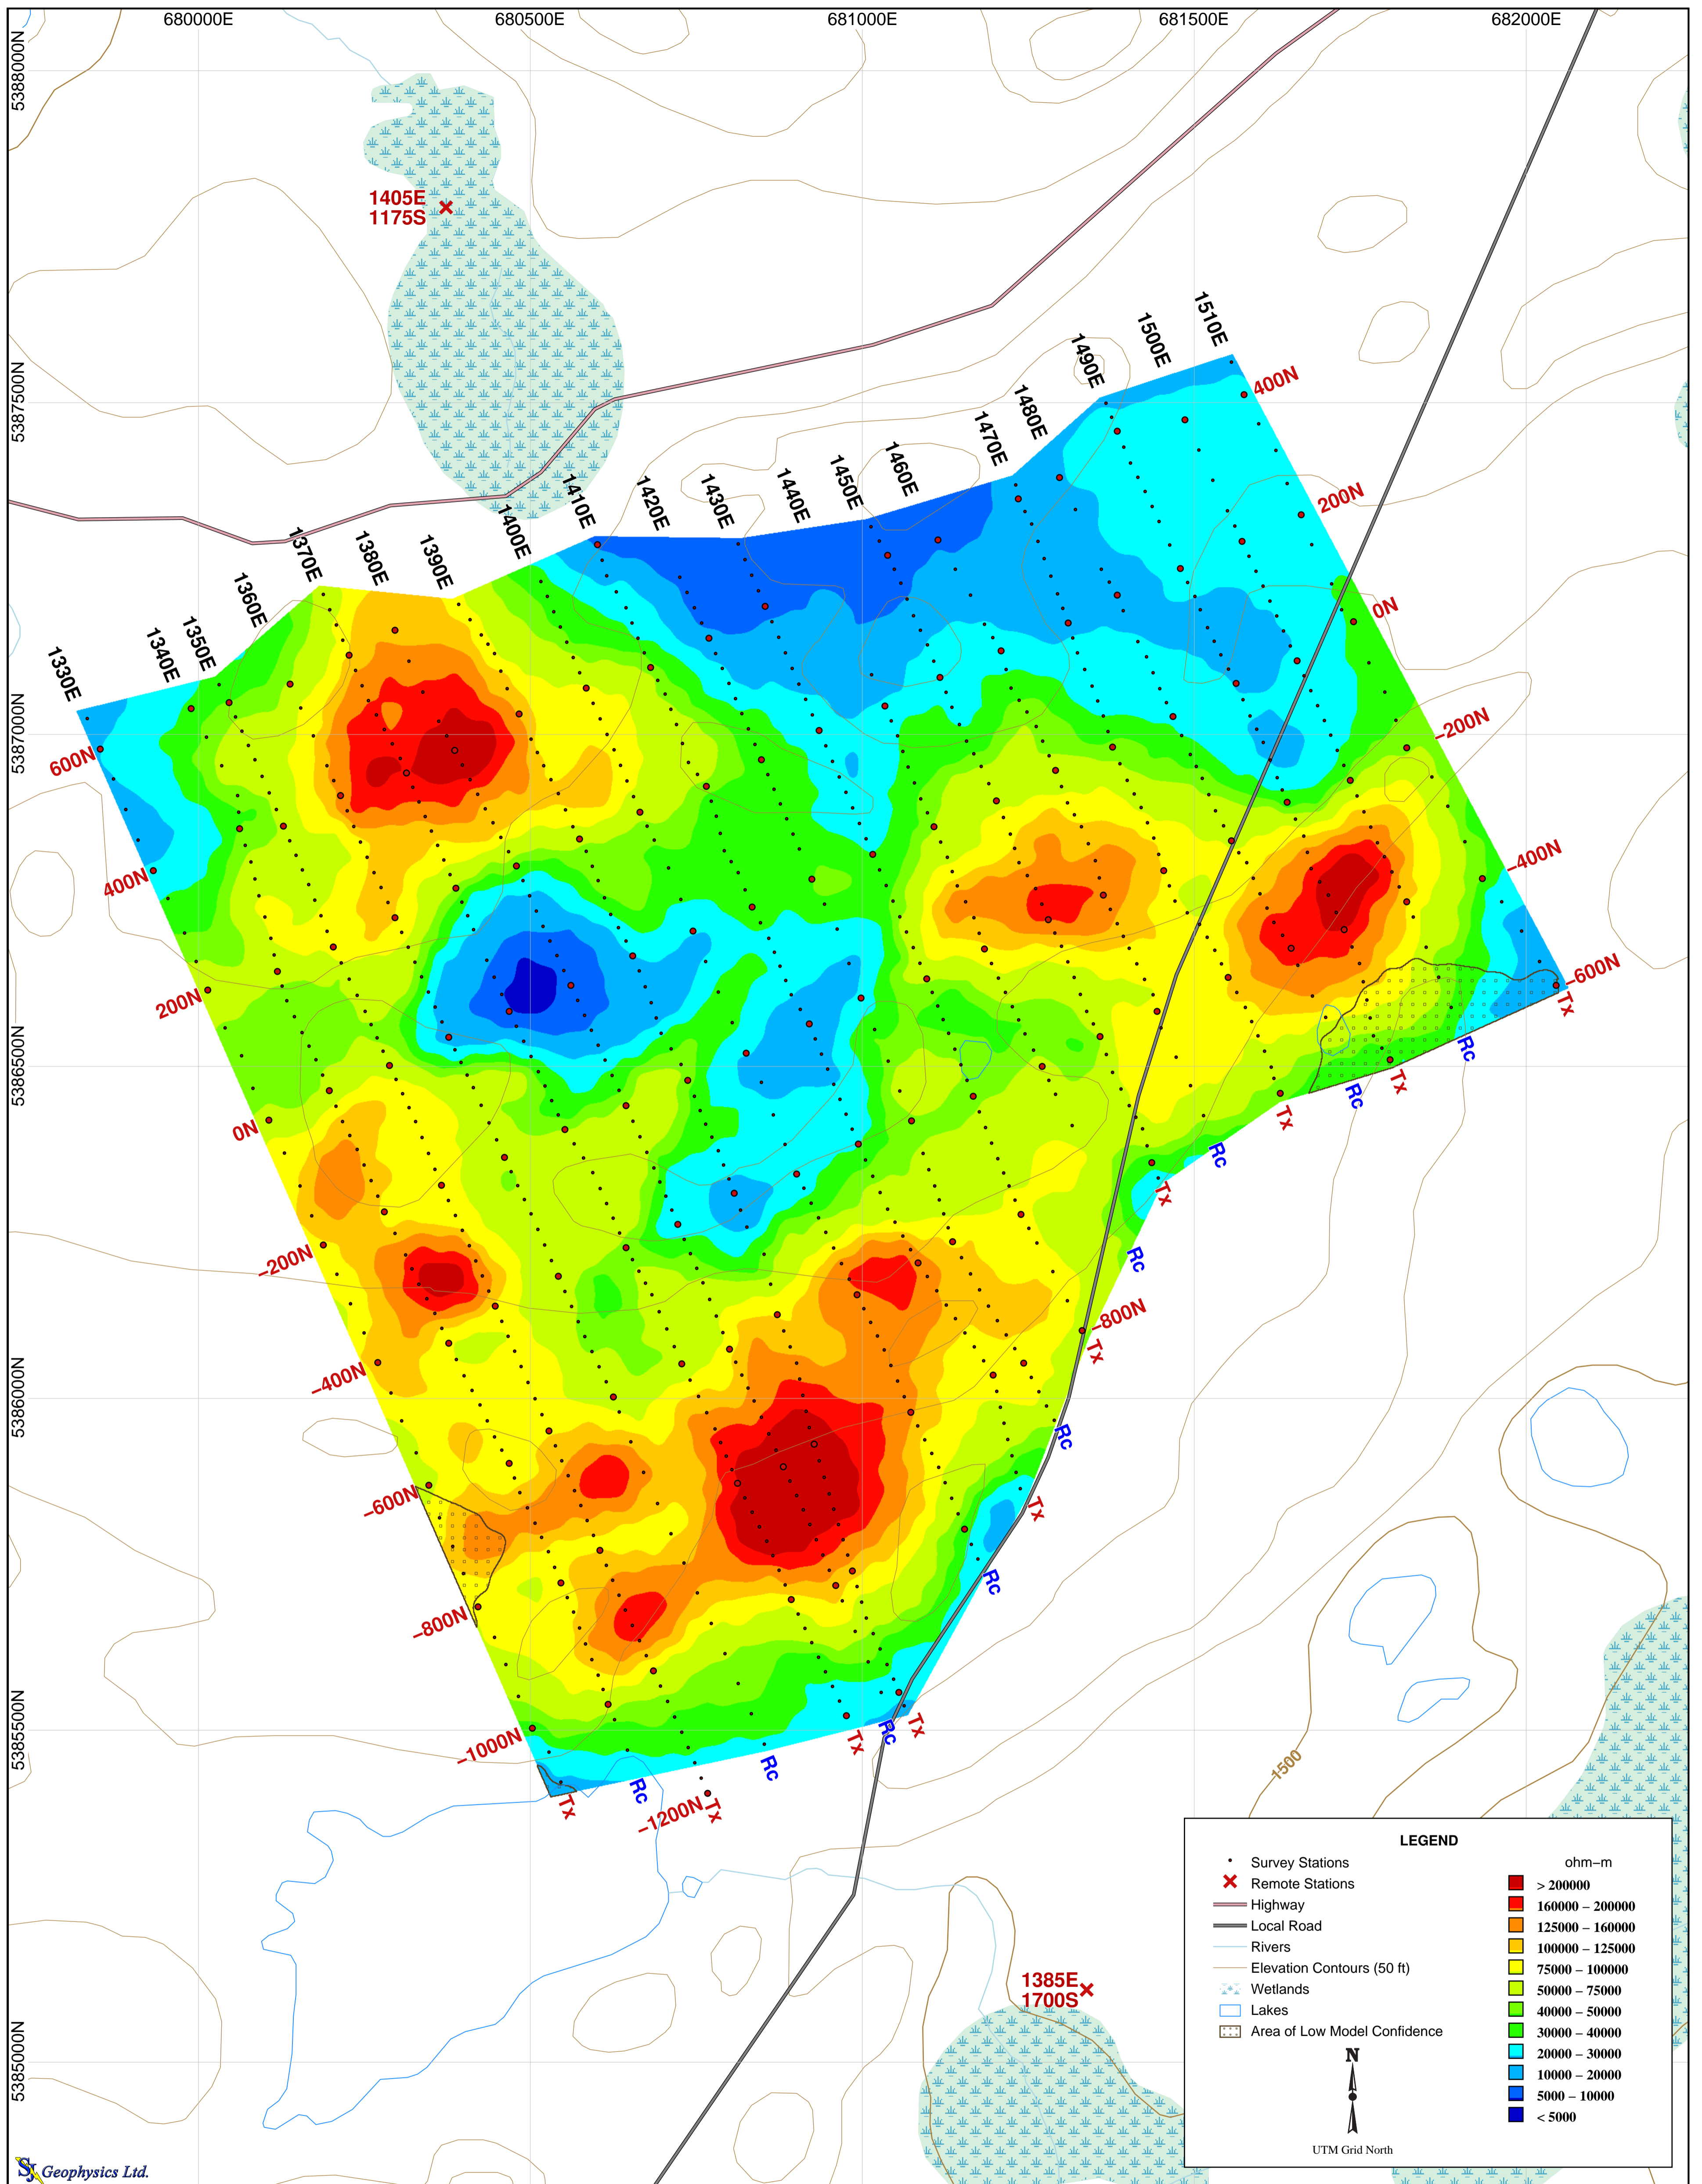 680000E 680500E 681000E 681500E 682000E
5388000N
5387500N
5387000N
5386500N
5386000N
5385500N
5385000N
1405E
1175S
1510E
1500E
1490E
1480E
1470E
1460E
1450E
1440E
1430E
1420E
1410E
1400E
1390E
1380E
1370E
1360E
1350E
1340E
1330E
400N
200N
0N
−200N
−400N
−600N
Tx
600N
400N
200N
0N
−200N
−400N
−600N
−800N
−1000N
−1200N
Rc
Tx
Rc
Tx
Rc
Tx
Rc
−800N
Tx
Rc
Tx
Rc
Tx
Rc
Tx
Rc
Rc
Tx
Tx
1500
1385E
1700S
LEGEND
Survey Stations
Remote Stations
Highway
Local Road
Rivers
Elevation Contours (50 ft)
Wetlands
Lakes
Area of Low Model Confidence
ohm−m
> 200000
160000 − 200000
125000 − 160000
100000 − 125000
75000 − 100000
50000 − 75000
40000 − 50000
30000 − 40000
20000 − 30000
10000 − 20000
5000 − 10000
< 5000
N
UTM Grid North
SJ Geophysics Ltd.